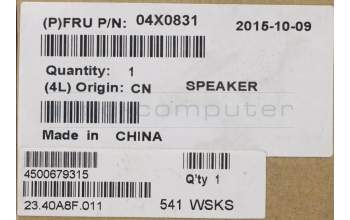 (P)FRU P/N: 04X0831 2015-10-09
Quantity: 1
(4L) Origin: CN SPEAKER
computer
Made in CHINA
4500679315 Q'ty 1
23.40A8F.011 541 WSKS